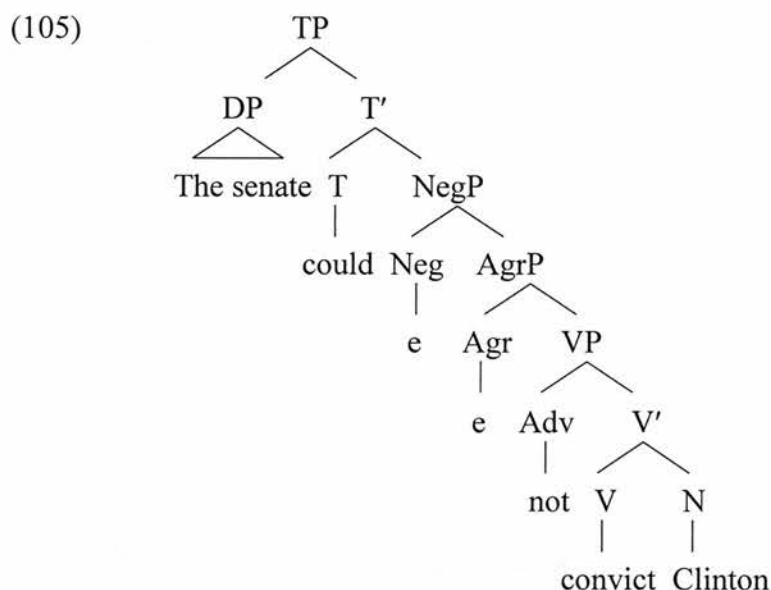 (105) TP
DP T′
The senate T NegP
could Neg AgrP
e Agr VP
e Adv V′
not V N
convict Clinton